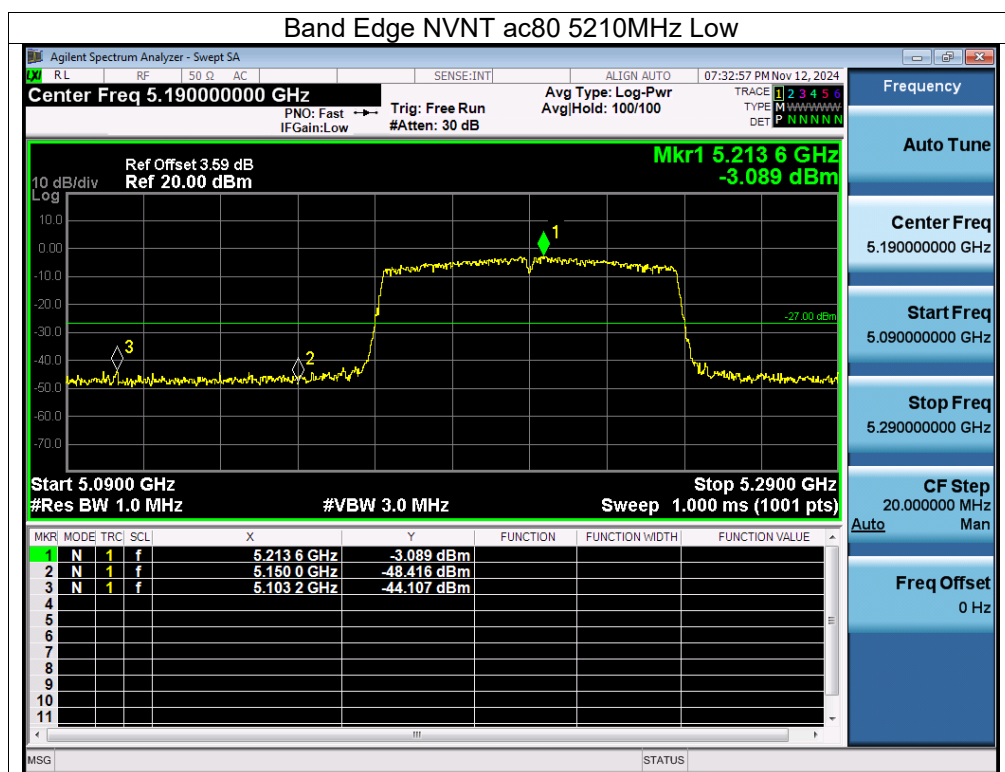 Band Edge NVNT ac80 5210MHz Low
Agilent Spectrum Analyzer - Swept SA
LXI RL RF 50 Ω AC SENSE:INT ALIGN AUTO 07:32:57 PM Nov 12, 2024
Center Freq 5.190000000 GHz
PNO: Fast
IFGain:Low
Trig: Free Run
#Atten: 30 dB
Avg Type: Log-Pwr
Avg|Hold: 100/100
TRACE 1 2 3 4 5 6
TYPE M WWWWW
DET P N N N N N
Mkr1 5.213 6 GHz
-3.089 dBm
Ref Offset 3.59 dB
10 dB/div Ref 20.00 dBm
Log
10.0
0.00
-10.0
-20.0
-30.0
-40.0
-50.0
-60.0
-70.0
1
2
3
-27.00 dBm
Start 5.0900 GHz Stop 5.2900 GHz
#Res BW 1.0 MHz #VBW 3.0 MHz Sweep 1.000 ms (1001 pts)
MKR MODE TRC SCL X Y FUNCTION FUNCTION WIDTH FUNCTION VALUE
1 N 1 f 5.213 6 GHz -3.089 dBm
2 N 1 f 5.150 0 GHz -48.416 dBm
3 N 1 f 5.103 2 GHz -44.107 dBm
4
5
6
7
8
9
10
11
MSG STATUS
Frequency
Auto Tune
Center Freq
5.190000000 GHz
Start Freq
5.090000000 GHz
Stop Freq
5.290000000 GHz
CF Step
20.000000 MHz
Auto Man
Freq Offset
0 Hz